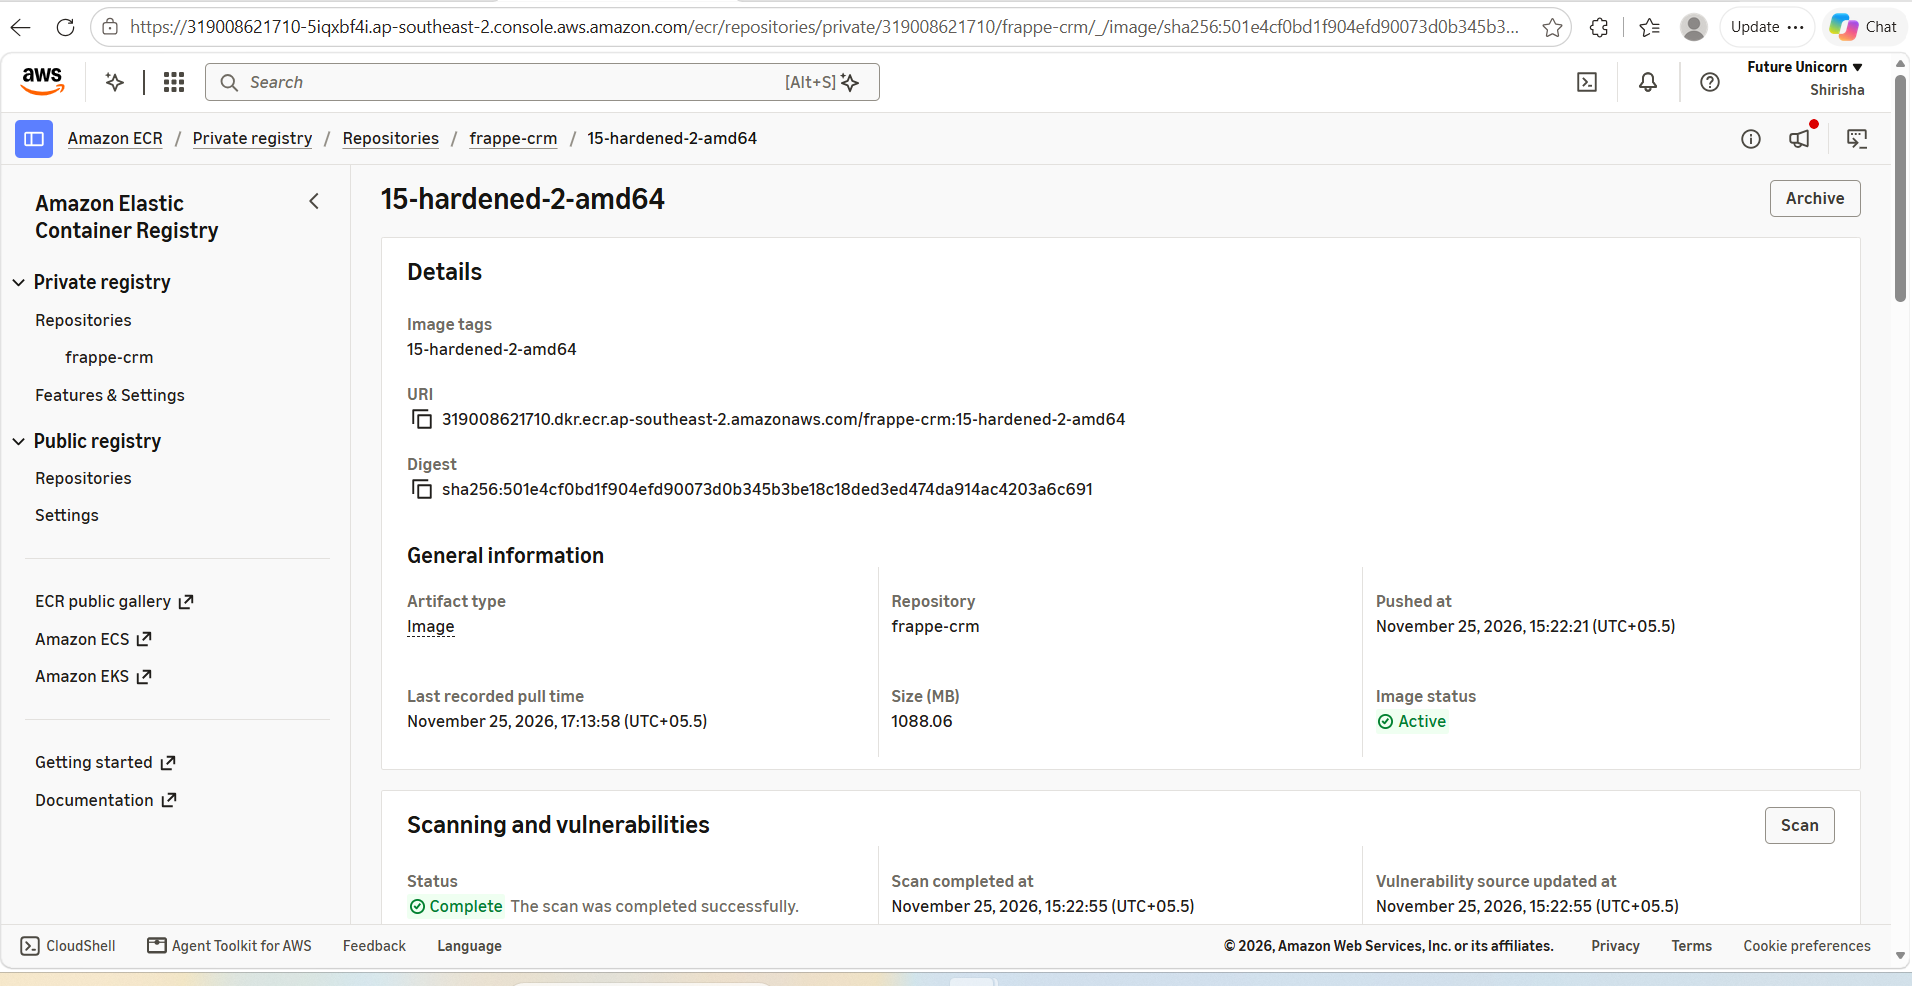 https://319008621710-5iqxbf4i.ap-southeast-2.console.aws.amazon.com/ecr/repositories/private/319008621710/frappe-crm/_/image/sha256:501e4cf0bd1f904efd90073d0b345b3...
Update
Chat
aws
Search
[Alt+S]
Future Unicorn
Shirisha
Amazon ECR / Private registry / Repositories / frappe-crm / 15-hardened-2-amd64
Amazon Elastic
Container Registry
Private registry
Repositories
frappe-crm
Features & Settings
Public registry
Repositories
Settings
ECR public gallery
Amazon ECS
Amazon EKS
Getting started
Documentation
15-hardened-2-amd64
Archive
Details
Image tags
15-hardened-2-amd64
URI
319008621710.dkr.ecr.ap-southeast-2.amazonaws.com/frappe-crm:15-hardened-2-amd64
Digest
sha256:501e4cf0bd1f904efd90073d0b345b3be18c18ded3ed474da914ac4203a6c691
General information
Artifact type
Image
Repository
frappe-crm
Pushed at
November 25, 2026, 15:22:21 (UTC+05.5)
Last recorded pull time
November 25, 2026, 17:13:58 (UTC+05.5)
Size (MB)
1088.06
Image status
Active
Scanning and vulnerabilities
Scan
Status
Complete The scan was completed successfully.
Scan completed at
November 25, 2026, 15:22:55 (UTC+05.5)
Vulnerability source updated at
November 25, 2026, 15:22:55 (UTC+05.5)
CloudShell
Agent Toolkit for AWS
Feedback
Language
© 2026, Amazon Web Services, Inc. or its affiliates.
Privacy
Terms
Cookie preferences